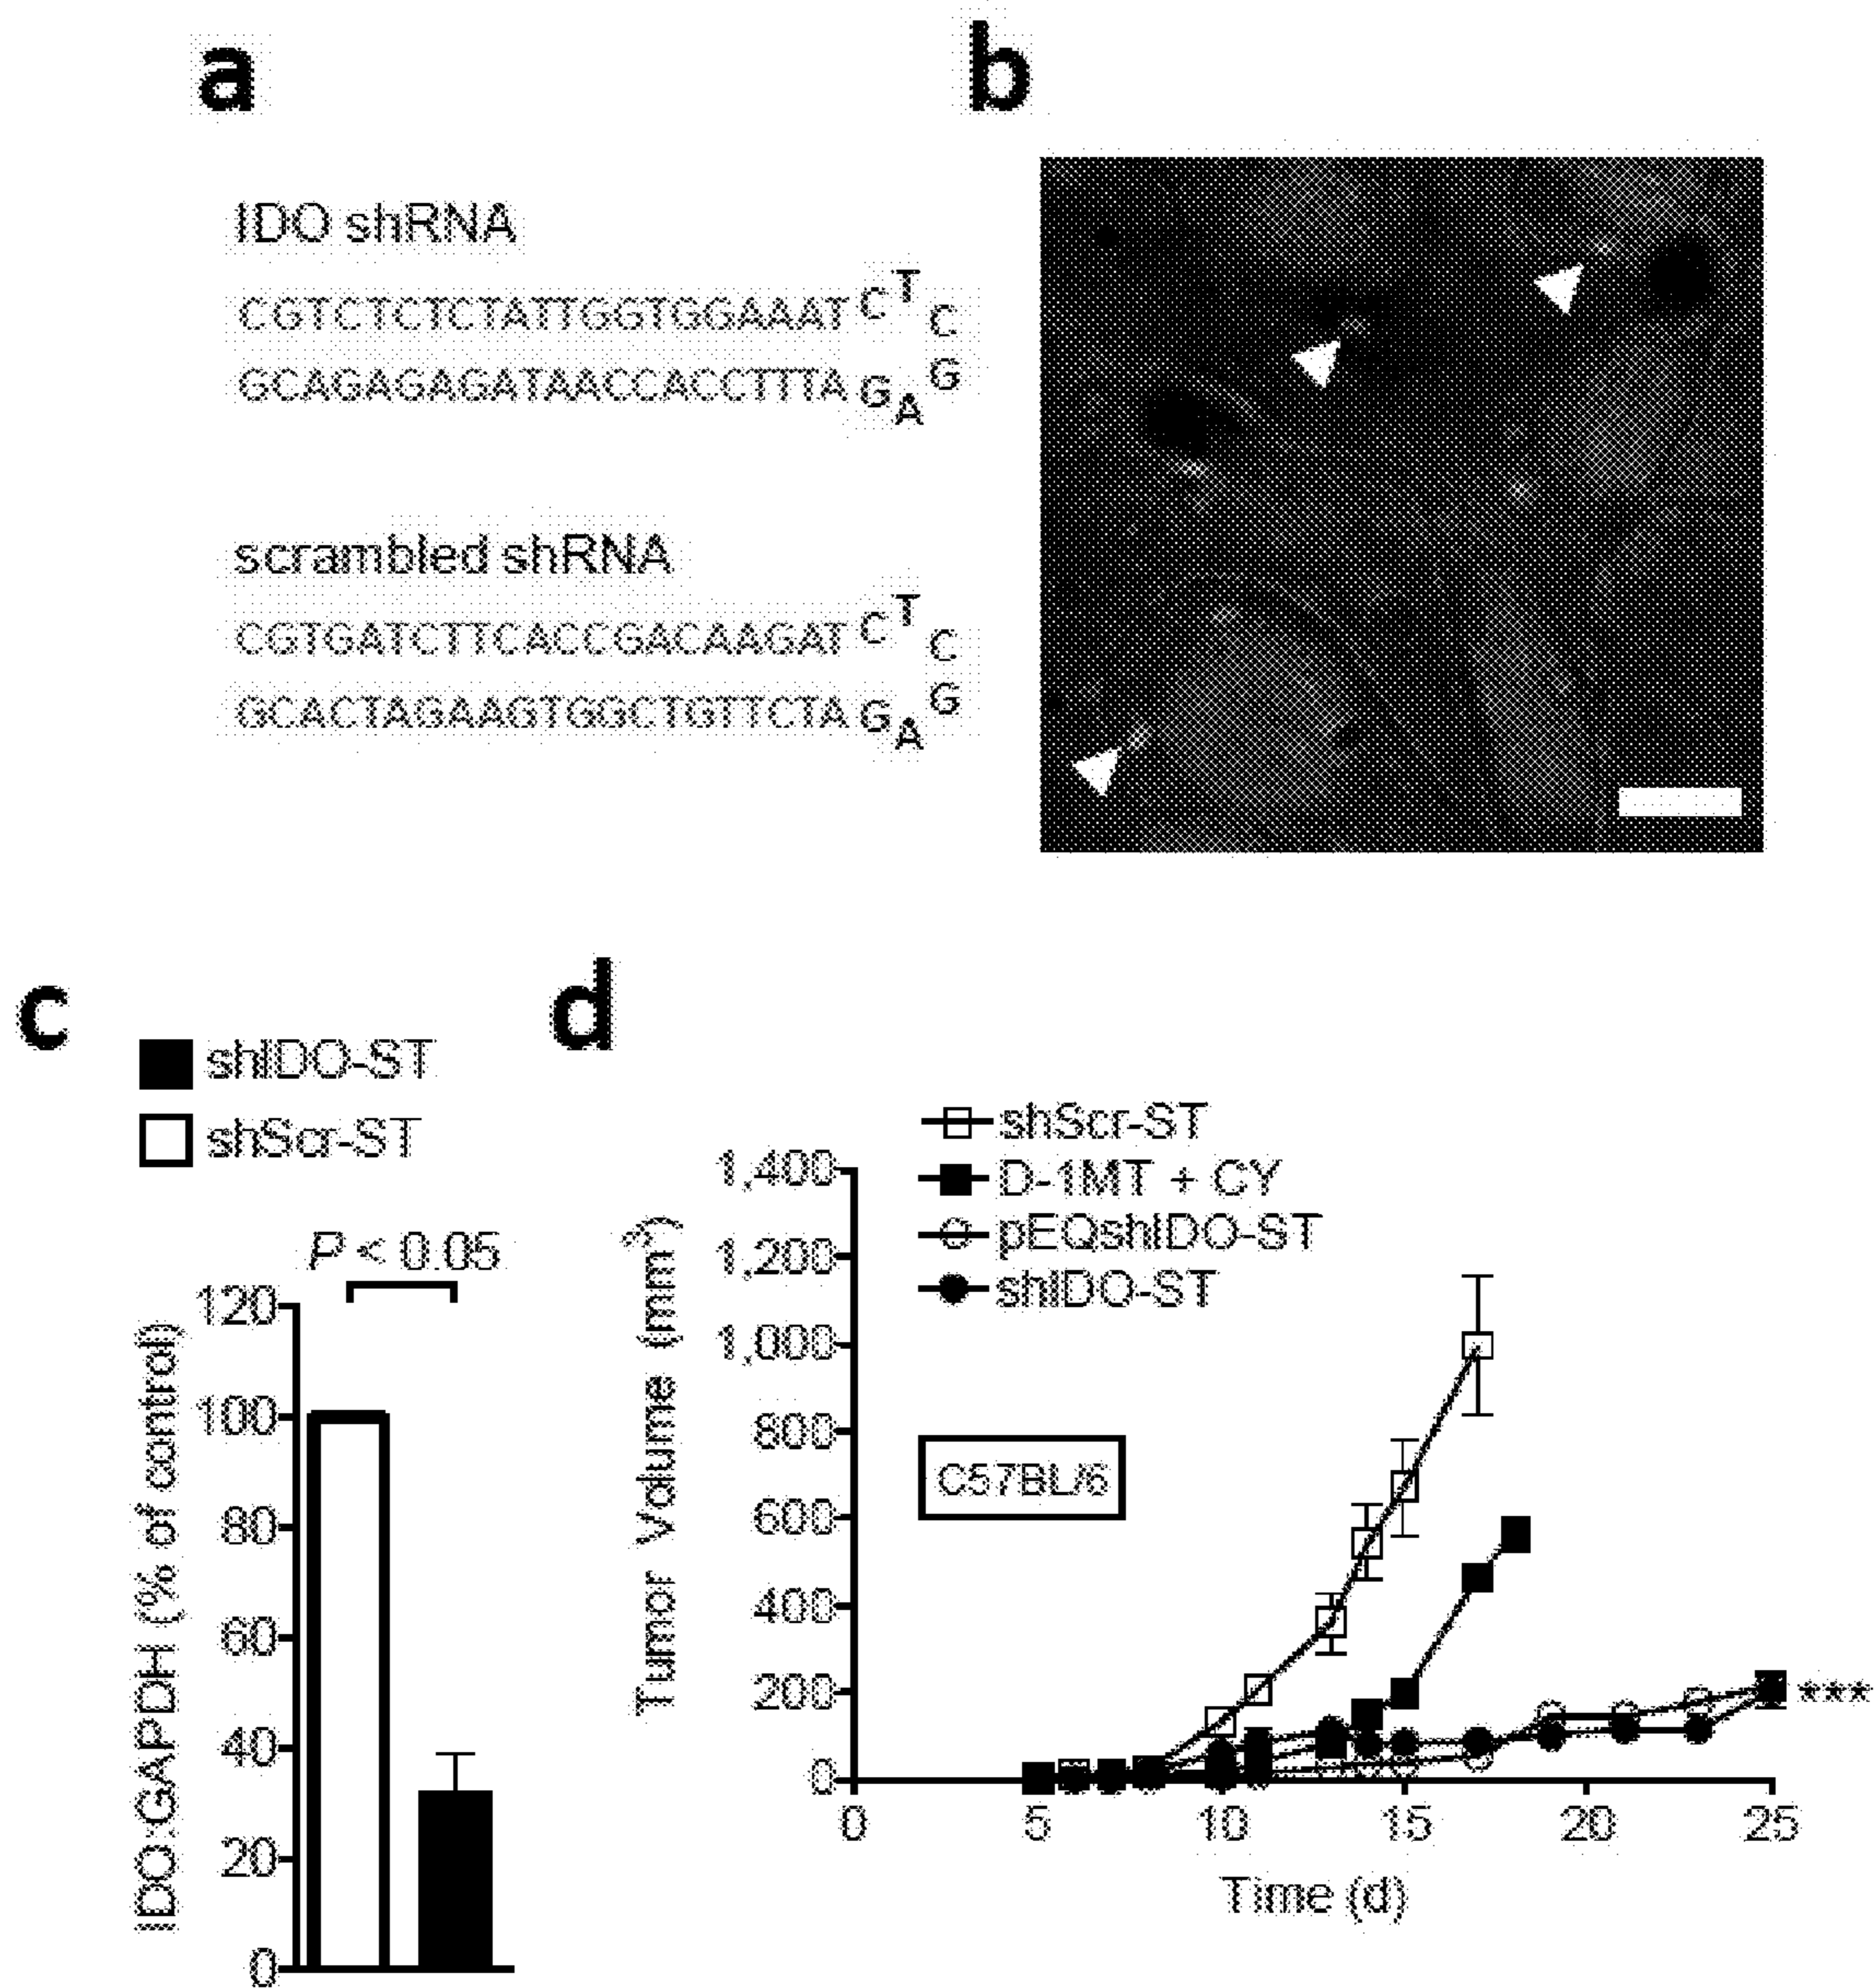 a
IDO shRNA
CGTCTCTCTATTGGTGGAAAT C T C
GCAGAGAGATAACCACCTTTA G A G
scrambled shRNA
CGTGATCTTCACCGACAAGAT C T C
GCACTAGAAGTGGCTGTTCTA G A G
b
c
shIDO-ST
shScr-ST
P < 0.05
IDO:GAPDH (% of control)
120
100
80
60
40
20
0
d
shScr-ST
D-1MT + CY
pEQshIDO-ST
shIDO-ST
C57BL/6
Tumor Volume (mm³)
1,400
1,200
1,000
800
600
400
200
0
***
0 5 10 15 20 25
Time (d)